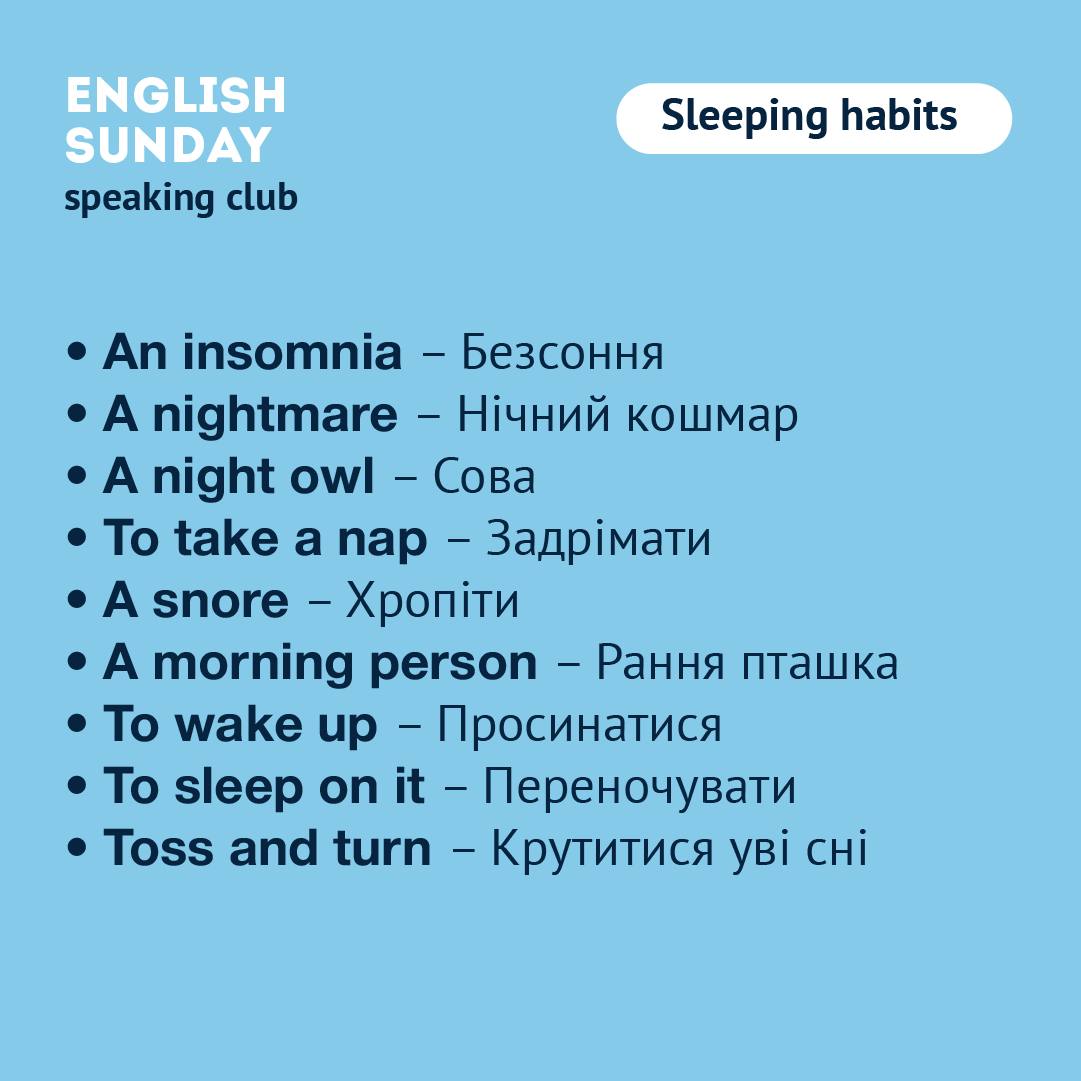 ENGLISH
SUNDAY
speaking club
Sleeping habits
• An insomnia – Безсоння
• A nightmare – Нічний кошмар
• A night owl – Сова
• To take a nap – Задрімати
• A snore – Хропіти
• A morning person – Рання пташка
• To wake up – Просинатися
• To sleep on it – Переночувати
• Toss and turn – Крутитися уві сні